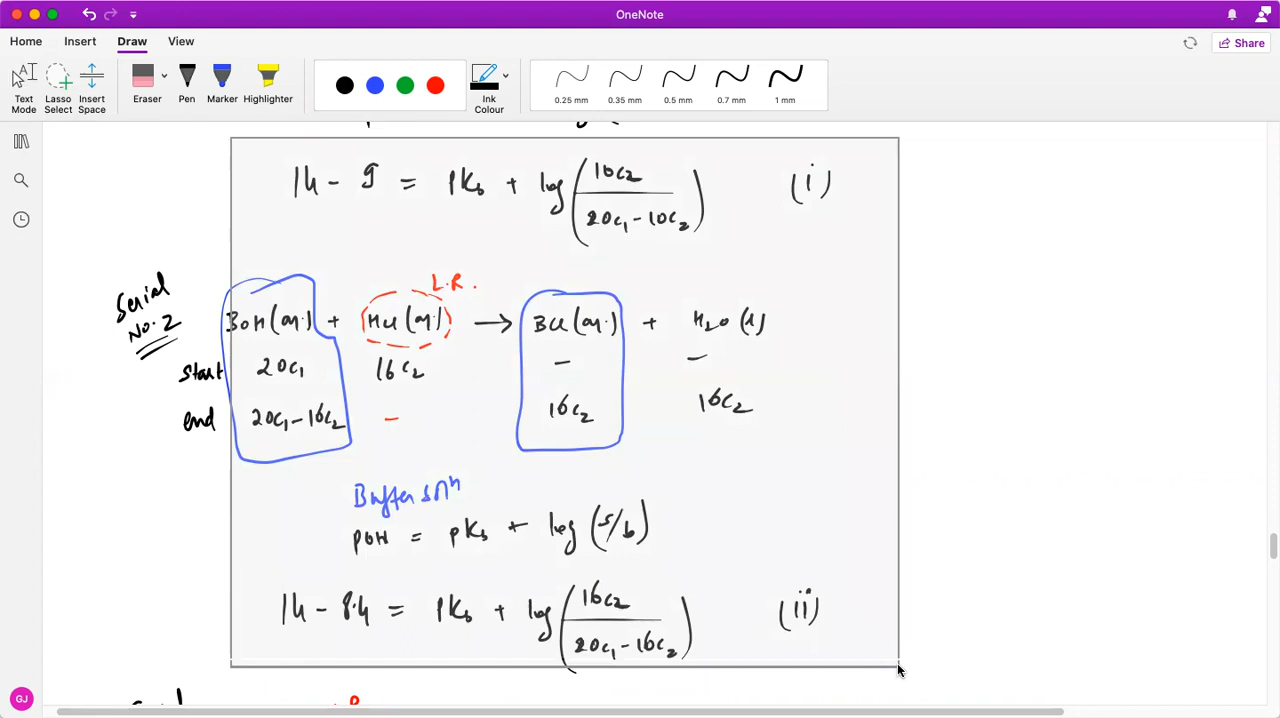 OneNote
Home Insert Draw View
Share
Text Mode
Lasso Select
Insert Space
Eraser
Pen
Marker
Highlighter
Ink Colour
0.25 mm
0.35 mm
0.5 mm
0.7 mm
1 mm
14 - 9 = pKb + log(10c2 / 20c1 - 10c2) (i)
Serial No. 2
L.R.
BOH(aq.) + HCl(aq.) → BCl(aq.) + H2O(l)
start 20c1 16c2 - -
end 20c1-16c2 - 16c2 16c2
Buffer solⁿ
pOH = pKb + log(s/b)
14 - 8.4 = pKb + log(16c2 / 20c1 - 16c2) (ii)
GJ